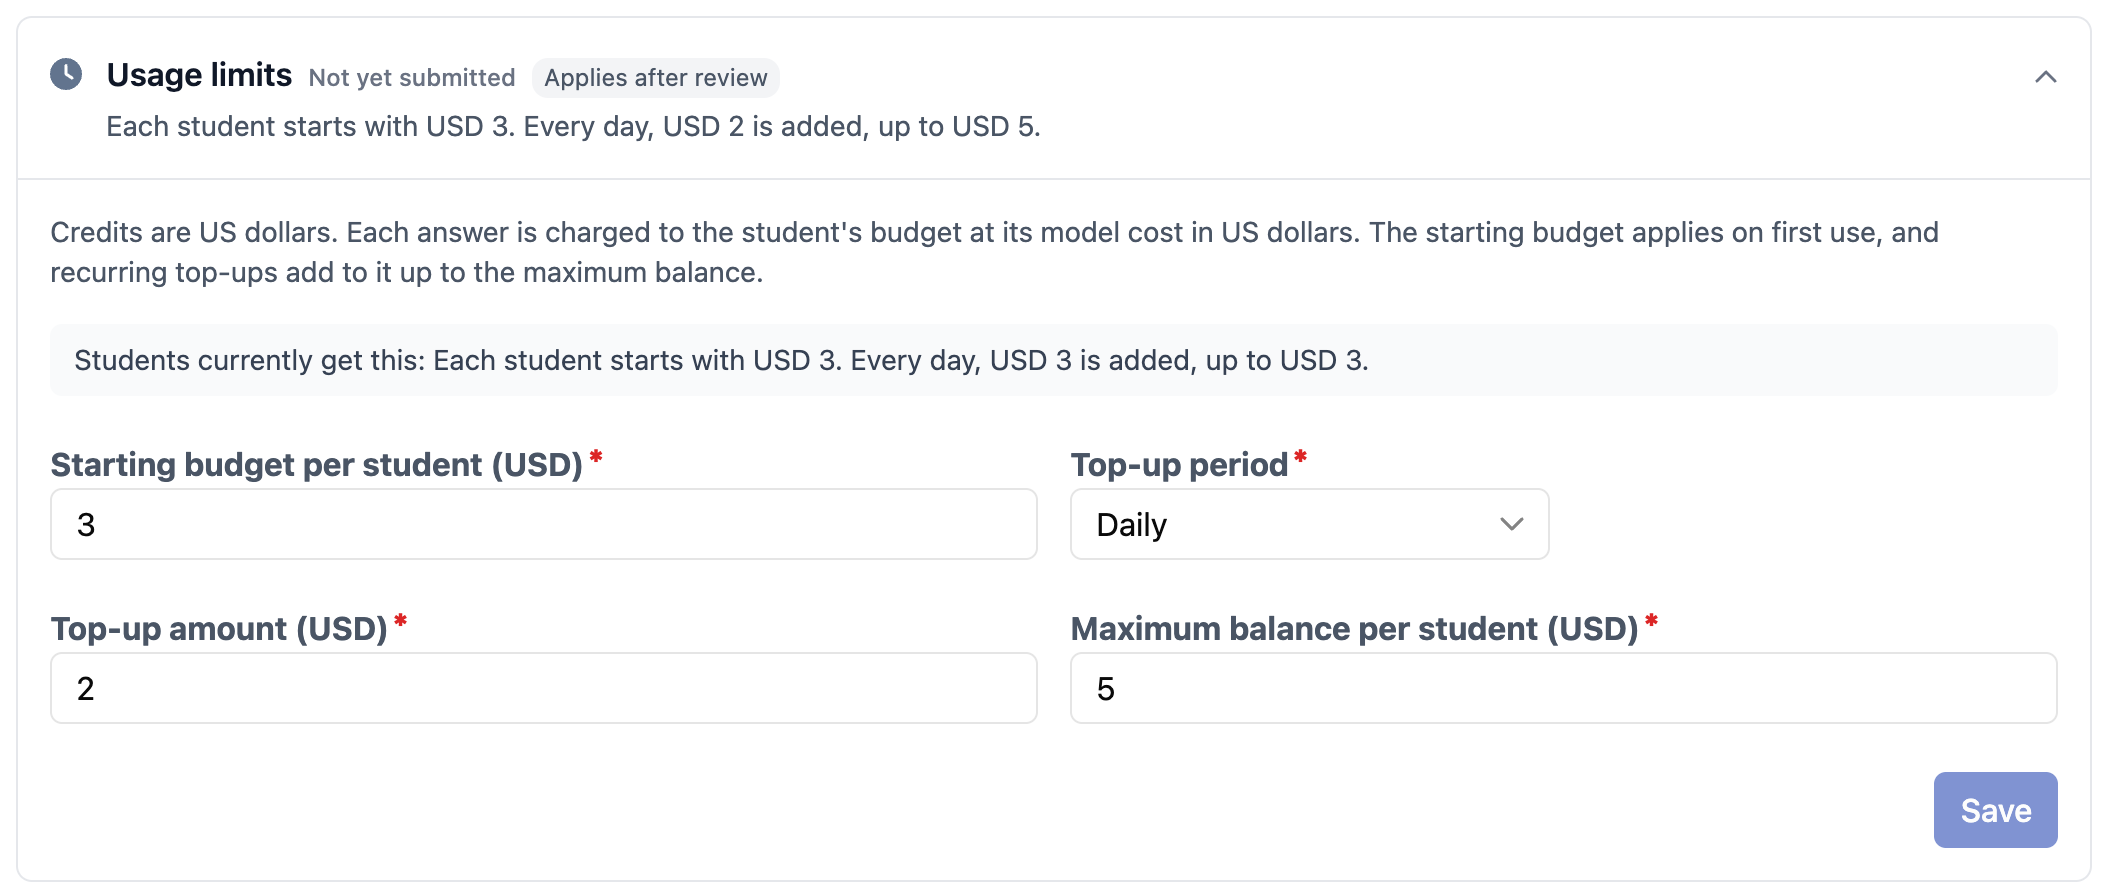 Usage limits Not yet submitted Applies after review
Each student starts with USD 3. Every day, USD 2 is added, up to USD 5.
Credits are US dollars. Each answer is charged to the student's budget at its model cost in US dollars. The starting budget applies on first use, and
recurring top-ups add to it up to the maximum balance.
Students currently get this: Each student starts with USD 3. Every day, USD 3 is added, up to USD 3.
Starting budget per student (USD)*
3
Top-up period*
Daily
Top-up amount (USD)*
2
Maximum balance per student (USD)*
5
Save